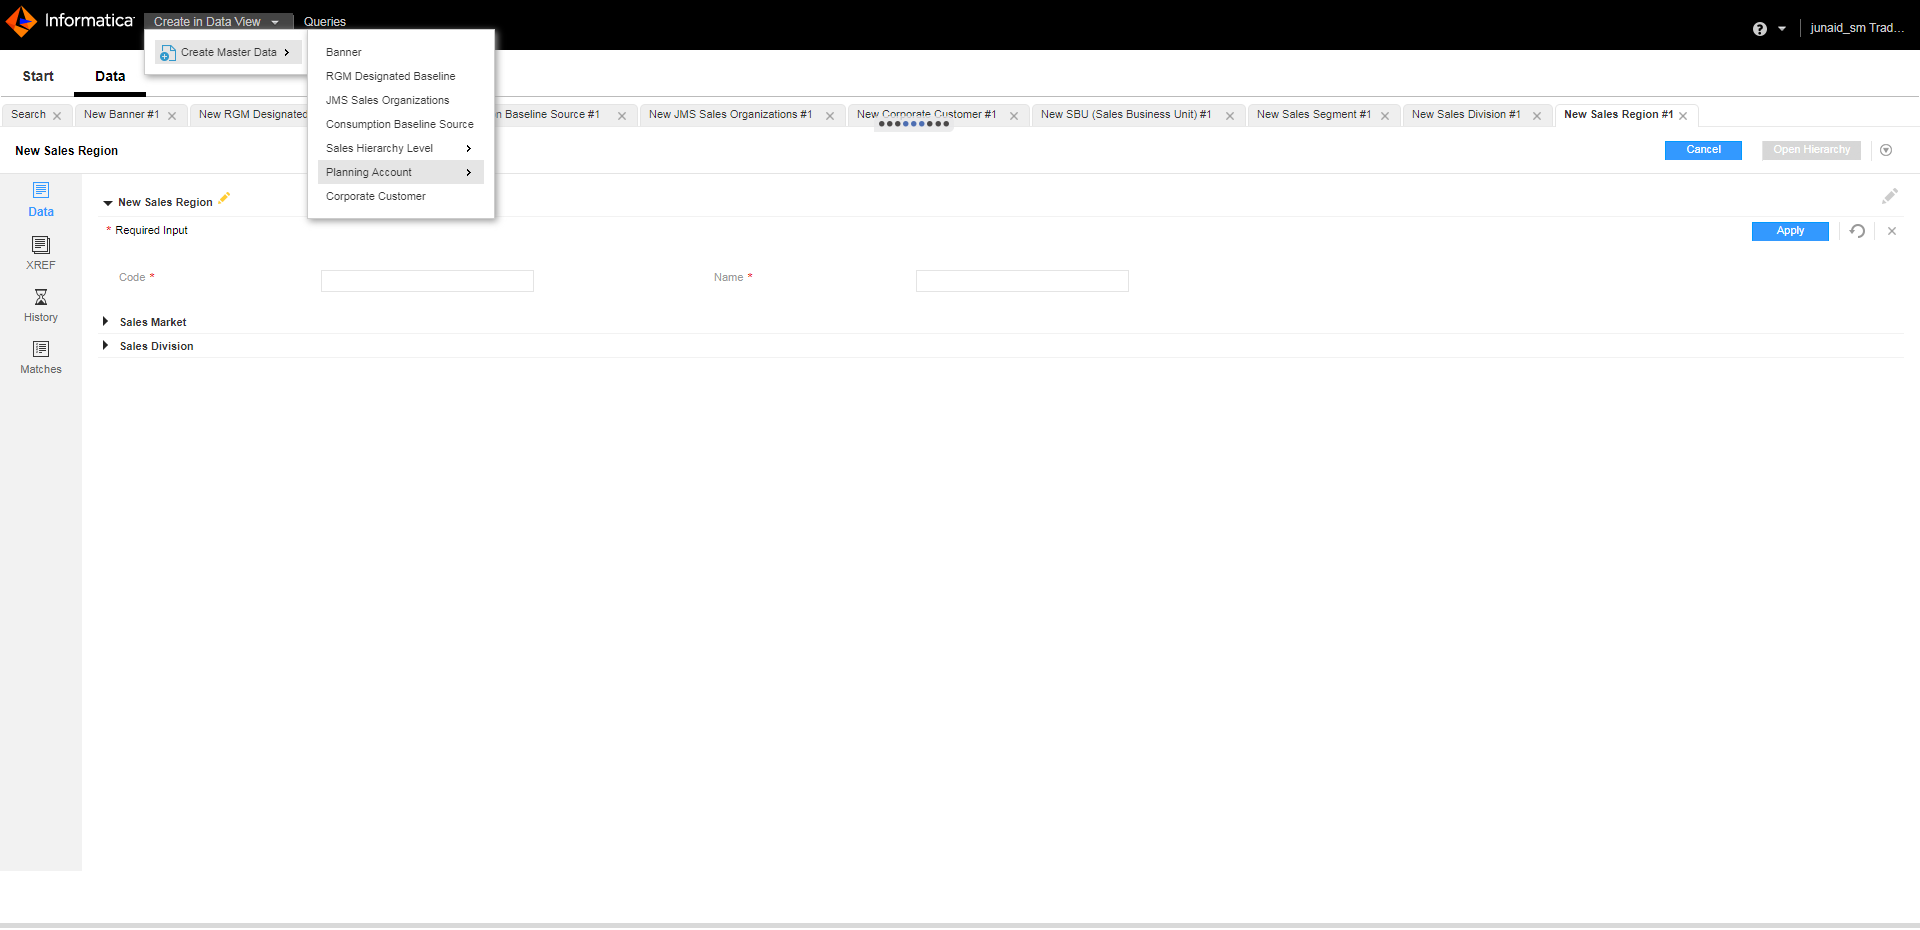 Informatica
Create in Data View
Queries
junaid_sm Trad...
Create Master Data
Banner
RGM Designated Baseline
JMS Sales Organizations
Consumption Baseline Source
Sales Hierarchy Level
Planning Account
Corporate Customer
Start
Data
Search
New Banner #1
New RGM Designated
n Baseline Source #1
New JMS Sales Organizations #1
New Corporate Customer #1
New SBU (Sales Business Unit) #1
New Sales Segment #1
New Sales Division #1
New Sales Region #1
New Sales Region
Cancel
Open Hierarchy
Data
XREF
History
Matches
New Sales Region
* Required Input
Apply
Code *
Name *
Sales Market
Sales Division